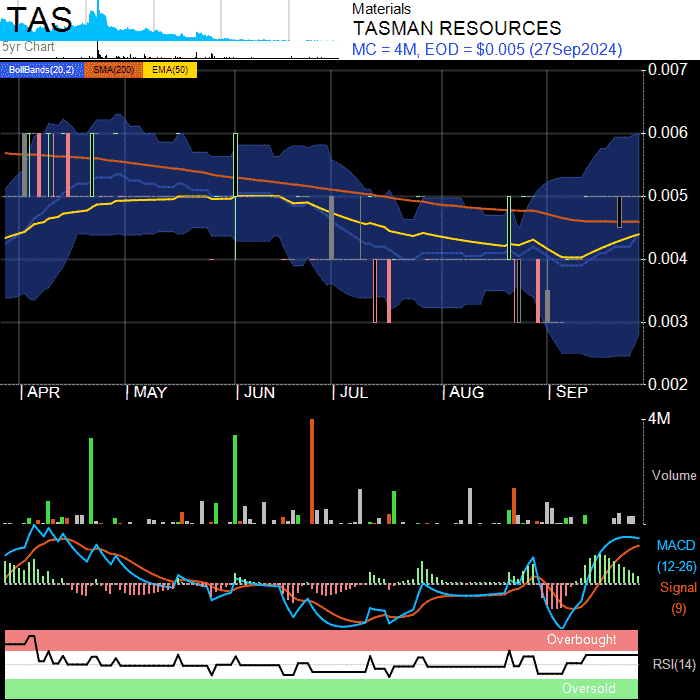 TAS
5yr Chart
Materials
TASMAN RESOURCES
MC = 4M, EOD = $0.005 (27Sep2024)
BollBands(20,2) SMA(200) EMA(50)
0.007
0.006
0.005
0.004
0.003
0.002
APR MAY JUN JUL AUG SEP
4M
Volume
MACD
(12-26)
Signal
(9)
Overbought
RSI(14)
Oversold